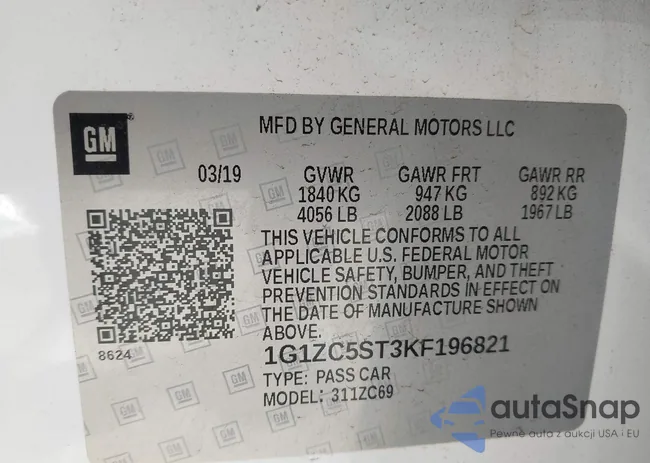 GM
MFD BY GENERAL MOTORS LLC
03/19 GVWR GAWR FRT GAWR RR
1840 KG 947 KG 892 KG
4056 LB 2088 LB 1967 LB
THIS VEHICLE CONFORMS TO ALL
APPLICABLE U.S. FEDERAL MOTOR
VEHICLE SAFETY, BUMPER, AND THEFT
PREVENTION STANDARDS IN EFFECT ON
THE DATE OF MANUFACTURE SHOWN
ABOVE.
8624
1G1ZC5ST3KF196821
TYPE: PASS CAR
MODEL: 311ZC69
autaSnap
Pewne auta z aukcji USA i EU